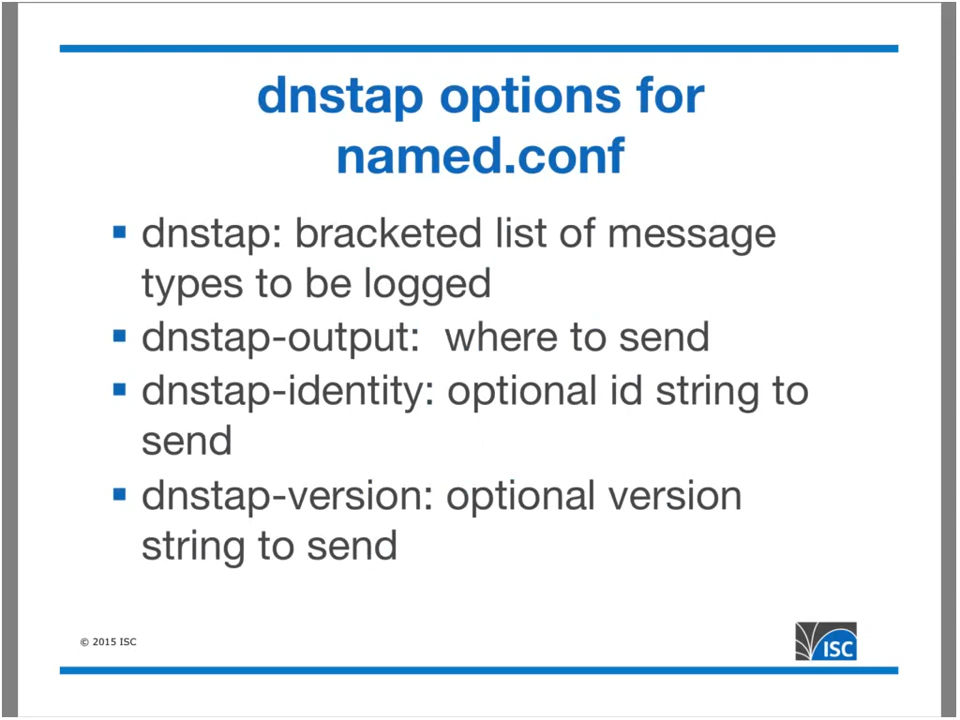 dnstap options for
named.conf
▪ dnstap: bracketed list of message
types to be logged
▪ dnstap-output:  where to send
▪ dnstap-identity: optional id string to
send
▪ dnstap-version: optional version
string to send
© 2015 ISC
ISC